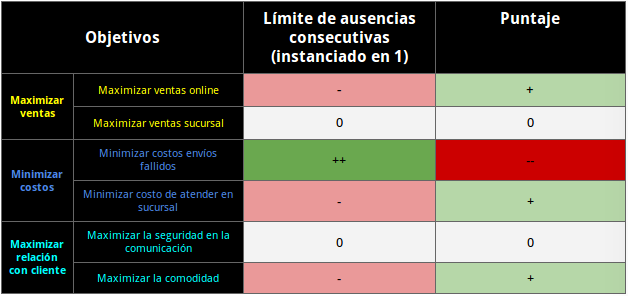 Objetivos
Límite de ausencias
consecutivas
(instanciado en 1)
Puntaje
Maximizar
ventas
Maximizar ventas online
-
+
Maximizar ventas sucursal
0
0
Minimizar
costos
Minimizar costos envíos
fallidos
++
--
Minimizar costo de atender en
sucursal
-
+
Maximizar
relación
con cliente
Maximizar la seguridad en la
comunicación
0
0
Maximizar la comodidad
-
+